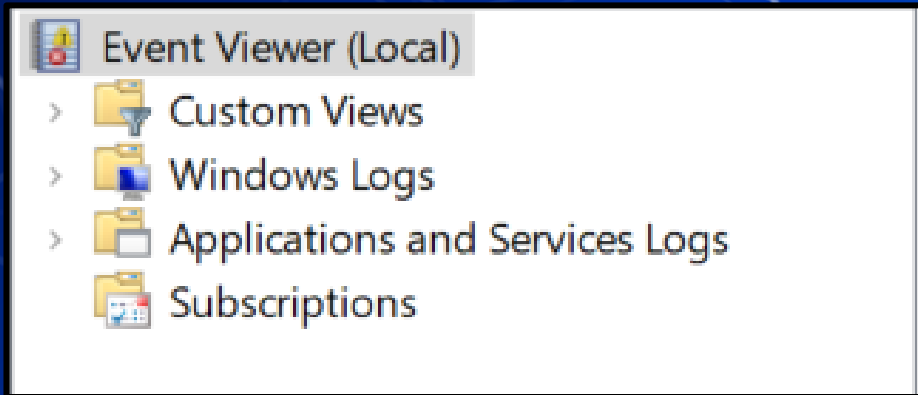 Event Viewer (Local)
Custom Views
Windows Logs
Applications and Services Logs
Subscriptions